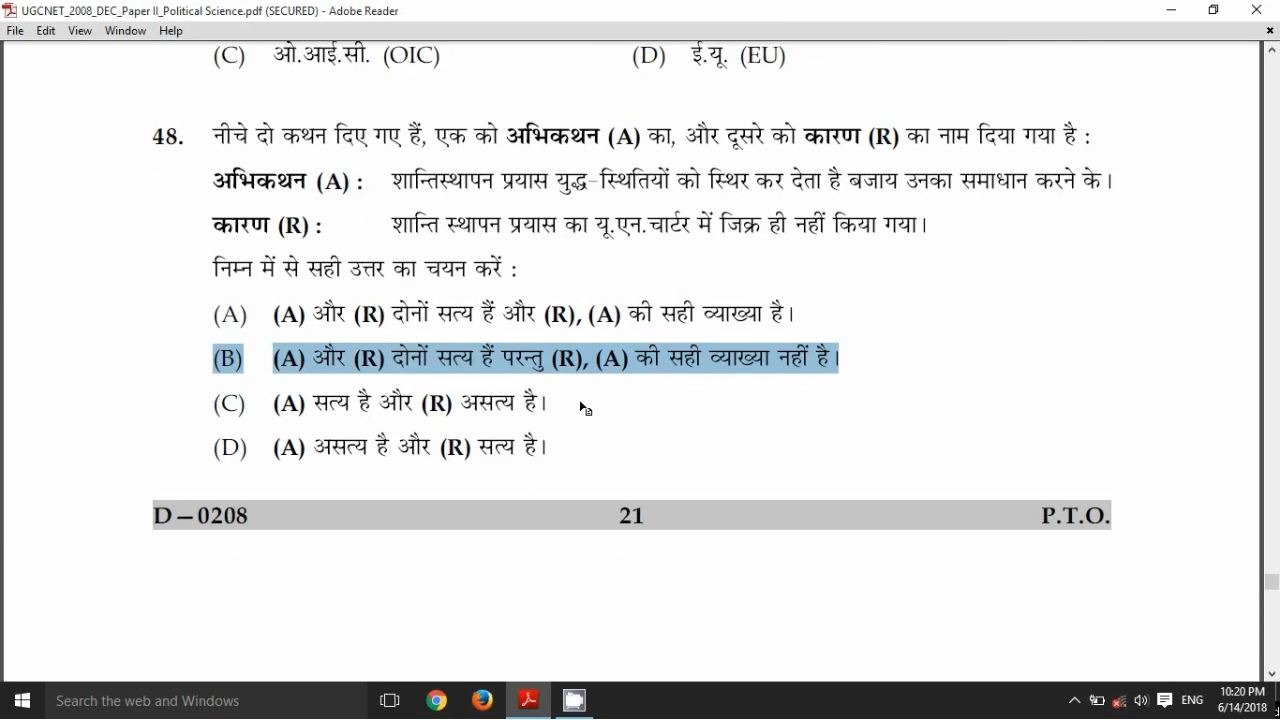 UGCNET_2008_DEC_Paper II_Political Science.pdf (SECURED) - Adobe Reader
File Edit View Window Help
(C) ओ.आई.सी. (OIC) (D) ई.यू. (EU)
48. नीचे दो कथन दिए गए हैं, एक को अभिकथन (A) का, और दूसरे को कारण (R) का नाम दिया गया है :
अभिकथन (A) : शान्तिस्थापन प्रयास युद्ध-स्थितियों को स्थिर कर देता है बजाय उनका समाधान करने के।
कारण (R) : शान्ति स्थापन प्रयास का यू.एन.चार्टर में जिक्र ही नहीं किया गया।
निम्न में से सही उत्तर का चयन करें :
(A) (A) और (R) दोनों सत्य हैं और (R), (A) की सही व्याख्या है।
(B) (A) और (R) दोनों सत्य हैं परन्तु (R), (A) की सही व्याख्या नहीं है।
(C) (A) सत्य है और (R) असत्य है।
(D) (A) असत्य है और (R) सत्य है।
D-0208 21 P.T.O.
Search the web and Windows
ENG
10:20 PM
6/14/2018